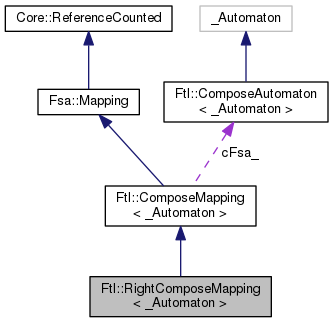 Core::ReferenceCounted
_Automaton
Fsa::Mapping
Ftl::ComposeAutomaton
< _Automaton >
cFsa_
Ftl::ComposeMapping
< _Automaton >
Ftl::RightComposeMapping
< _Automaton >